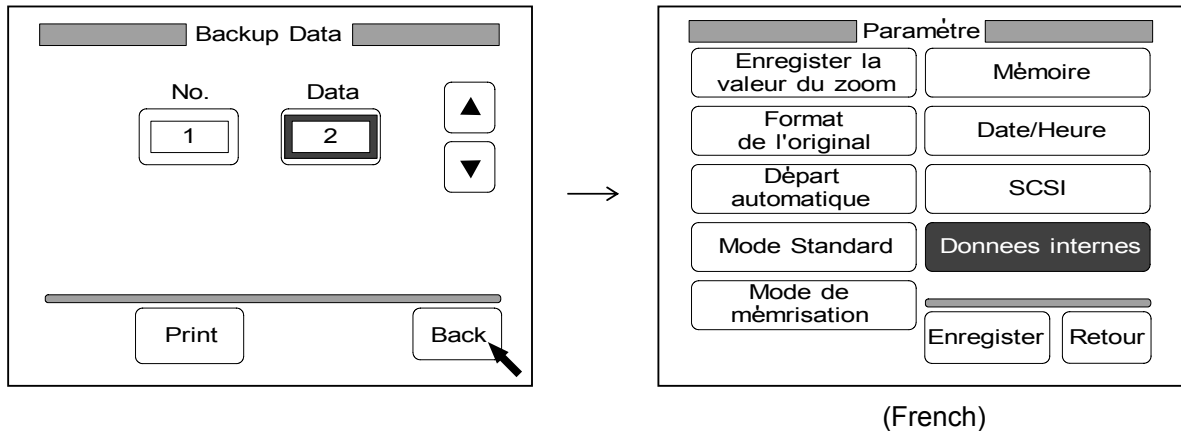 Backup Data
No. Data
1 2
▲
▼
Print Back
→
Paramétre
Enregister la
valeur du zoom
Mémoire
Format
de l'original
Date/Heure
Départ
automatique
SCSI
Mode Standard
Donnees internes
Mode de
mémrisation
Enregister Retour
(French)